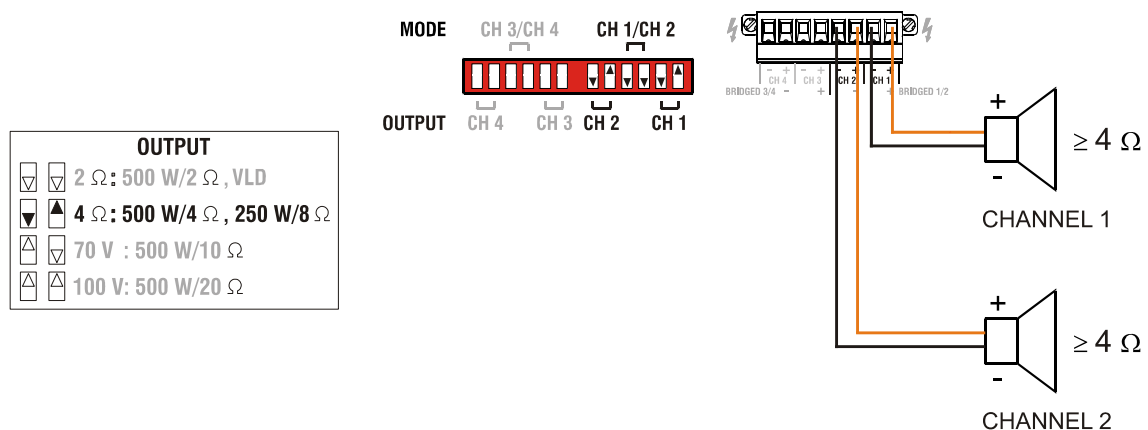 MODE CH 3/CH 4 CH 1/CH 2
OUTPUT CH 4 CH 3 CH 2 CH 1
- + - + - + - +
CH 4 CH 3 CH 2 CH 1
BRIDGED 3/4 - + - + BRIDGED 1/2
OUTPUT
2 Ω: 500 W/2 Ω, VLD
4 Ω: 500 W/4 Ω, 250 W/8 Ω
70 V : 500 W/10 Ω
100 V: 500 W/20 Ω
+
≥ 4 Ω
-
CHANNEL 1
+
≥ 4 Ω
-
CHANNEL 2